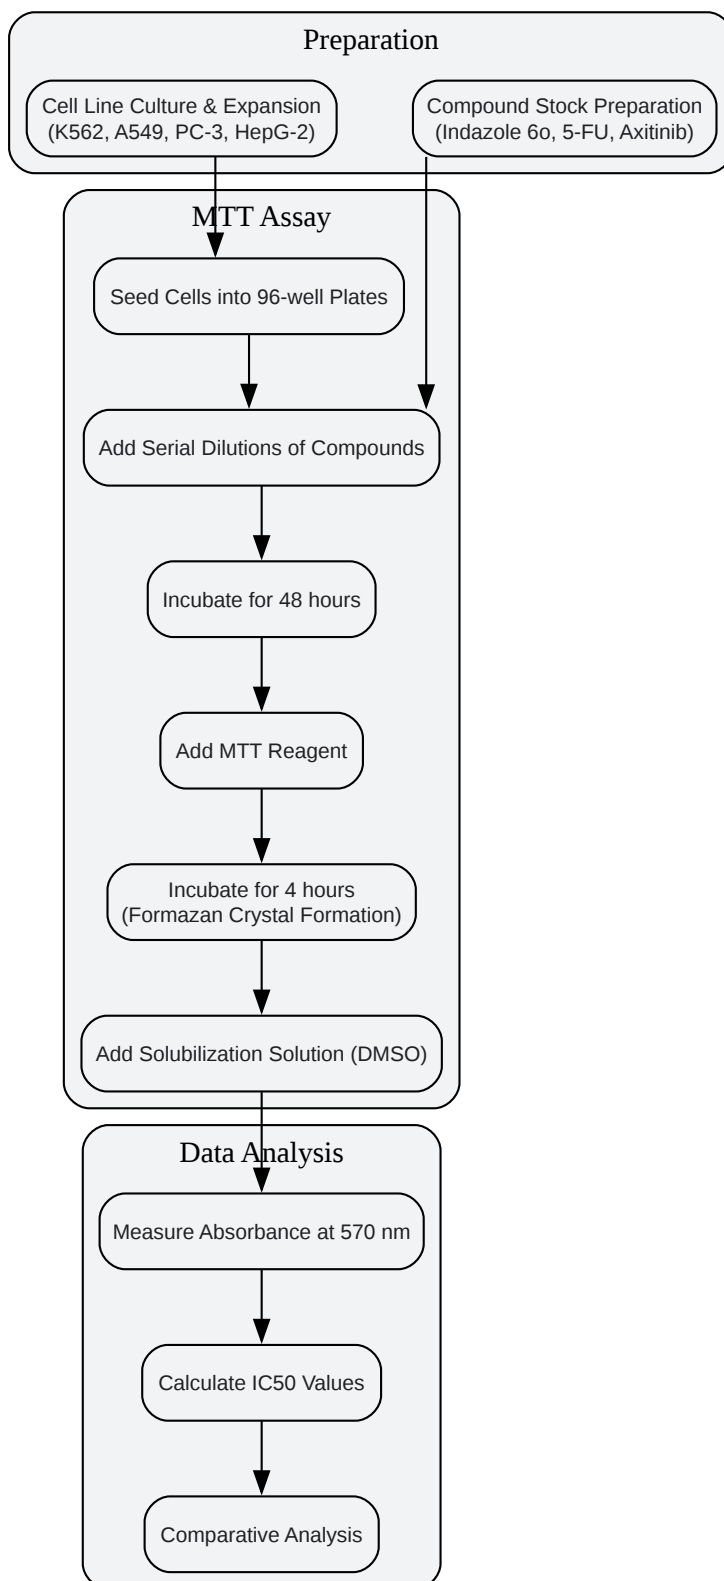 Preparation
Cell Line Culture & Expansion
(K562, A549, PC-3, HepG-2)
Compound Stock Preparation
(Indazole 6o, 5-FU, Axitinib)
MTT Assay
Seed Cells into 96-well Plates
Add Serial Dilutions of Compounds
Incubate for 48 hours
Add MTT Reagent
Incubate for 4 hours
(Formazan Crystal Formation)
Add Solubilization Solution (DMSO)
Data Analysis
Measure Absorbance at 570 nm
Calculate IC50 Values
Comparative Analysis